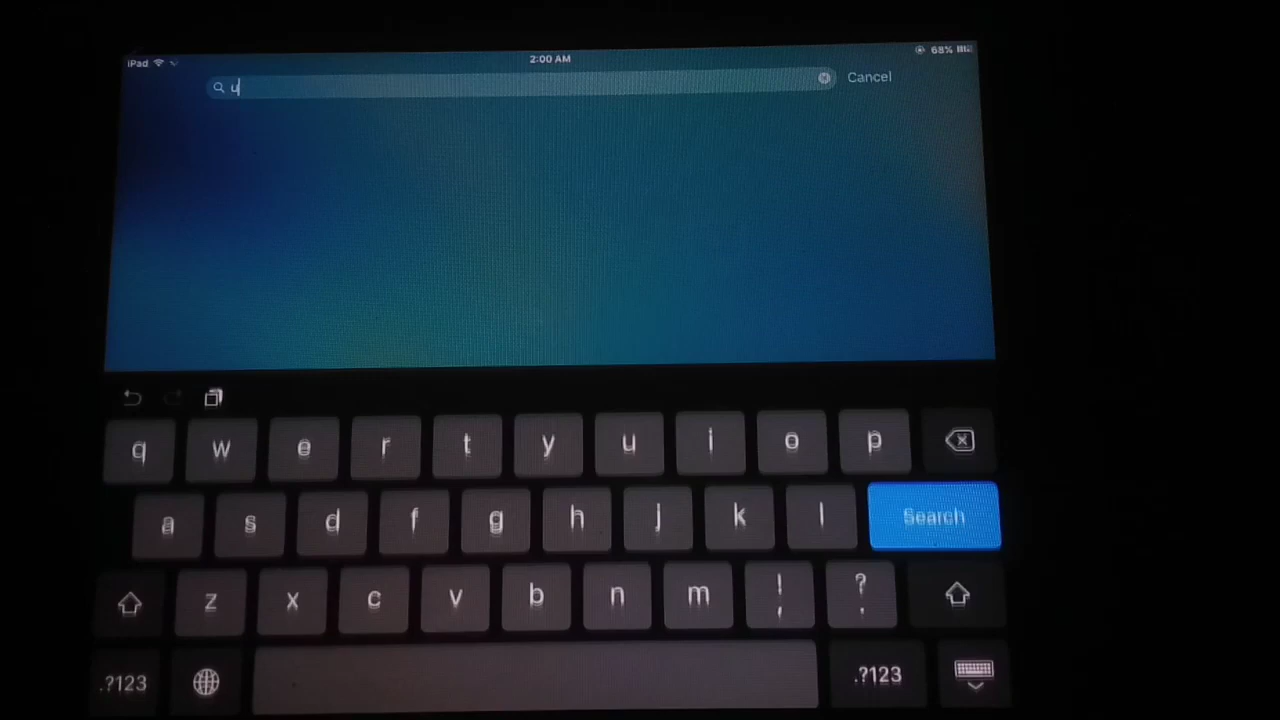 iPad 2:00 AM 68%
u Cancel
q w e r t y u i o p
a s d f g h j k l Search
z x c v b n m ! , ? .
.?123 .?123